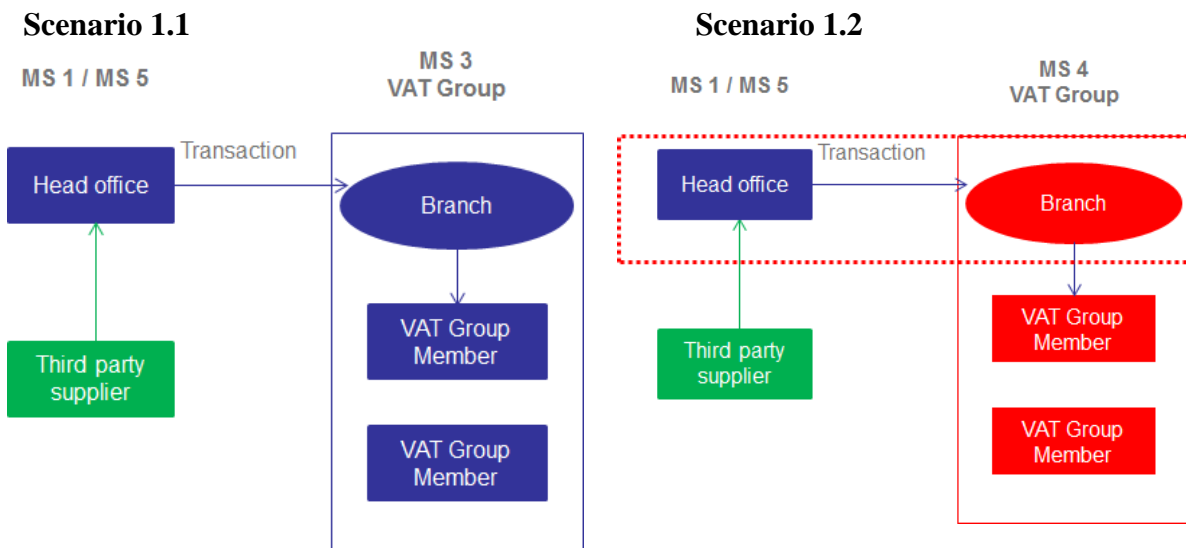 Scenario 1.1
MS 1 / MS 5
MS 3
VAT Group
Transaction
Head office
Branch
VAT Group
Member
Third party
supplier
VAT Group
Member
Scenario 1.2
MS 1 / MS 5
MS 4
VAT Group
Transaction
Head office
Branch
VAT Group
Member
Third party
supplier
VAT Group
Member